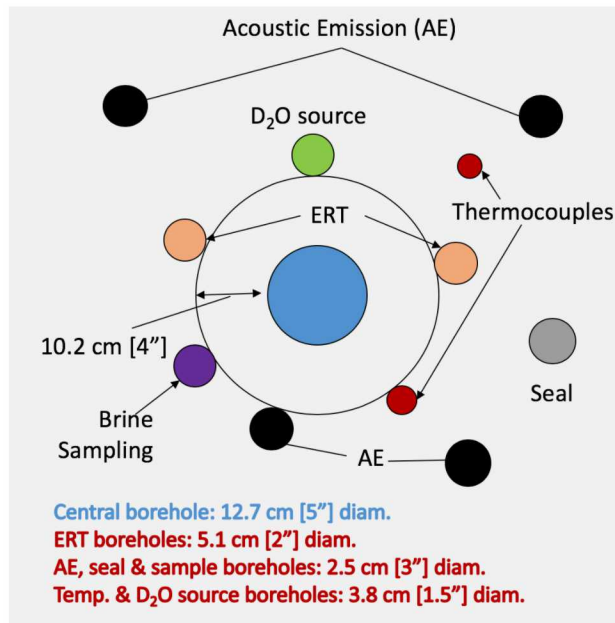 Acoustic Emission (AE)
D₂O source
ERT
Thermocouples
10.2 cm [4”]
Seal
Brine
Sampling
AE
Central borehole: 12.7 cm [5”] diam.
ERT boreholes: 5.1 cm [2”] diam.
AE, seal & sample boreholes: 2.5 cm [3”] diam.
Temp. & D₂O source boreholes: 3.8 cm [1.5”] diam.